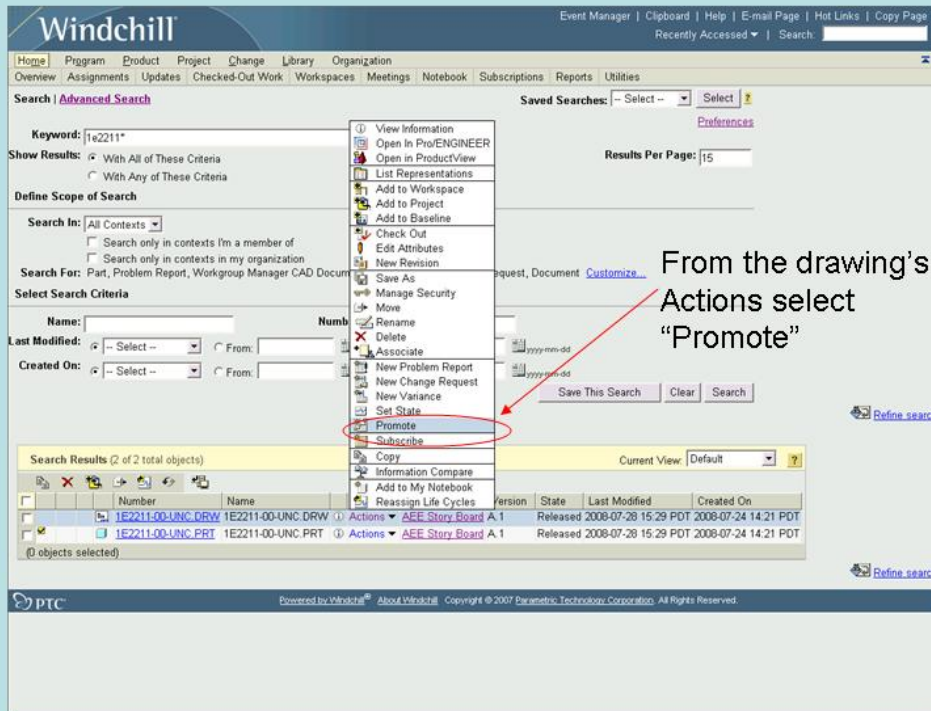 Windchill
Event Manager | Clipboard | Help | E-mail Page | Hot Links | Copy Page
Recently Accessed | Search:
Home Program Product Project Change Library Organization
Overview Assignments Updates Checked-Out Work Workspaces Meetings Notebook Subscriptions Reports Utilities
Search | Advanced Search
Saved Searches: -- Select -- Select ?
Preferences
Keyword: 1e2211*
Show Results: With All of These Criteria
Results Per Page: 15
With Any of These Criteria
Define Scope of Search
Search In: All Contexts
Search only in contexts I'm a member of
Search only in contexts in my organization
Search For: Part, Problem Report, Workgroup Manager CAD Docum
equest, Document Customize...
Select Search Criteria
Name:
Numb
Last Modified: -- Select -- From:
yyyy-mm-dd
Created On: -- Select -- From:
yyyy-mm-dd
Save This Search Clear Search
Refine searc
View Information
Open In Pro/ENGINEER
Open in ProductView
List Representations
Add to Workspace
Add to Project
Add to Baseline
Check Out
Edit Attributes
New Revision
Save As
Manage Security
Move
Rename
Delete
Associate
New Problem Report
New Change Request
New Variance
Set State
Promote
Subscribe
Copy
Information Compare
Add to My Notebook
Reassign Life Cycles
From the drawing's
Actions select
“Promote”
Search Results (2 of 2 total objects)
Current View: Default ?
Number Name Version State Last Modified Created On
1E2211-00-UNC.DRW 1E2211-00-UNC.DRW Actions AEE Story Board A.1 Released 2008-07-28 15:29 PDT 2008-07-24 14:21 PDT
1E2211-00-UNC.PRT 1E2211-00-UNC.PRT Actions AEE Story Board A.1 Released 2008-07-28 15:29 PDT 2008-07-24 14:21 PDT
(0 objects selected)
Refine searc
PTC
Powered by Windchill® About Windchill Copyright © 2007 Parametric Technology Corporation. All Rights Reserved.